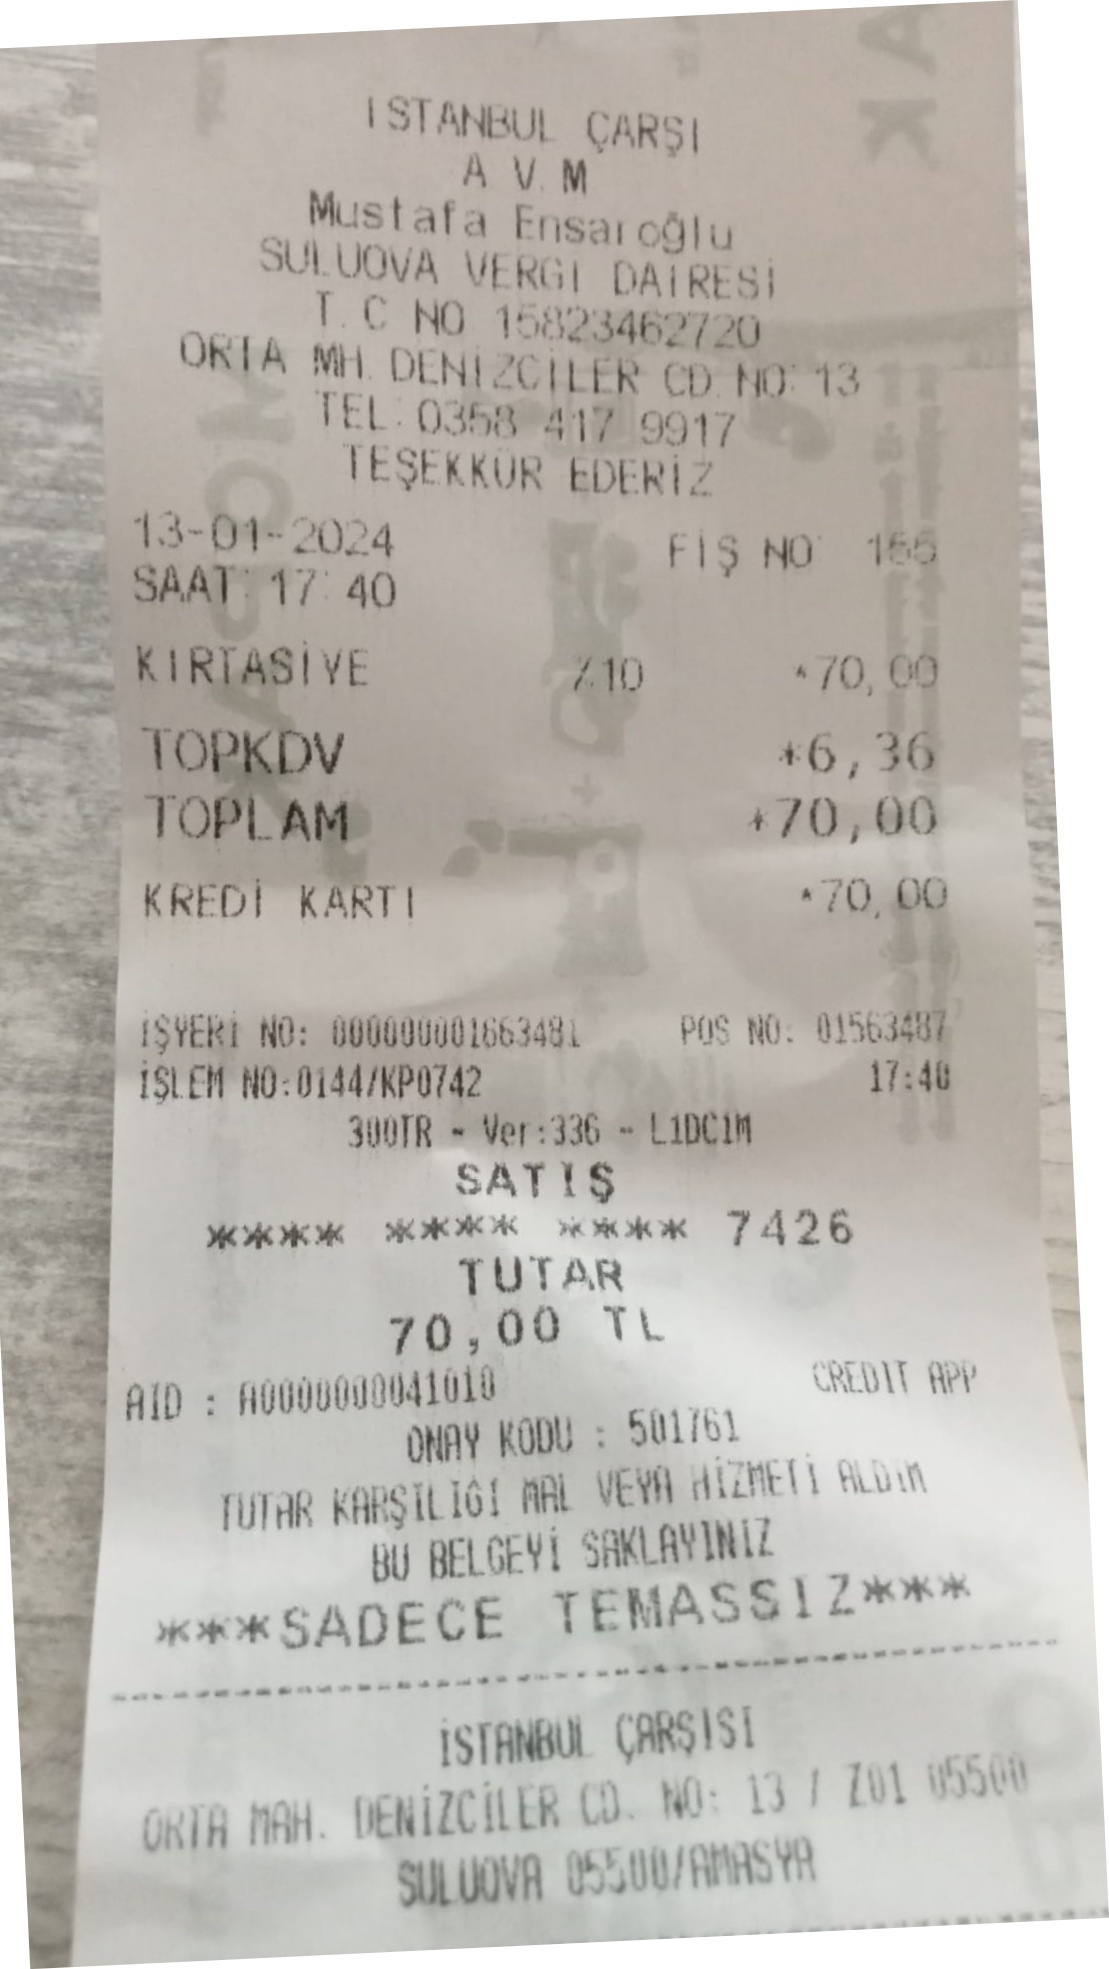 İSTANBUL ÇARŞI
A V.M
Mustafa Ensaroğlu
SULUOVA VERGİ DAİRESİ
T.C NO 15823462720
ORTA MH. DENİZCİLER CD. NO: 13
TEL: 0358 417 9917
TEŞEKKÜR EDERİZ
13-01-2024 FİŞ NO: 155
SAAT: 17:40
KIRTASİYE %10 *70,00
TOPKDV *6,36
TOPLAM *70,00
KREDİ KARTI *70,00
İŞYERİ NO: 000000001663481 POS NO: 01563487
İŞLEM NO:0144/KP0742 17:40
300TR - Ver:336 - L1DC1M
SATIŞ
**** **** **** 7426
TUTAR
70,00 TL
AID : A0000000041010 CREDIT APP
ONAY KODU : 501761
TUTAR KARŞILIĞI MAL VEYA HİZMETİ ALDIM
BU BELGEYİ SAKLAYINIZ
***SADECE TEMASSIZ***
İSTANBUL ÇARŞISI
ORTA MAH. DENİZCİLER CD. NO: 13 / Z01 05500
SULUOVA 05500/AMASYA